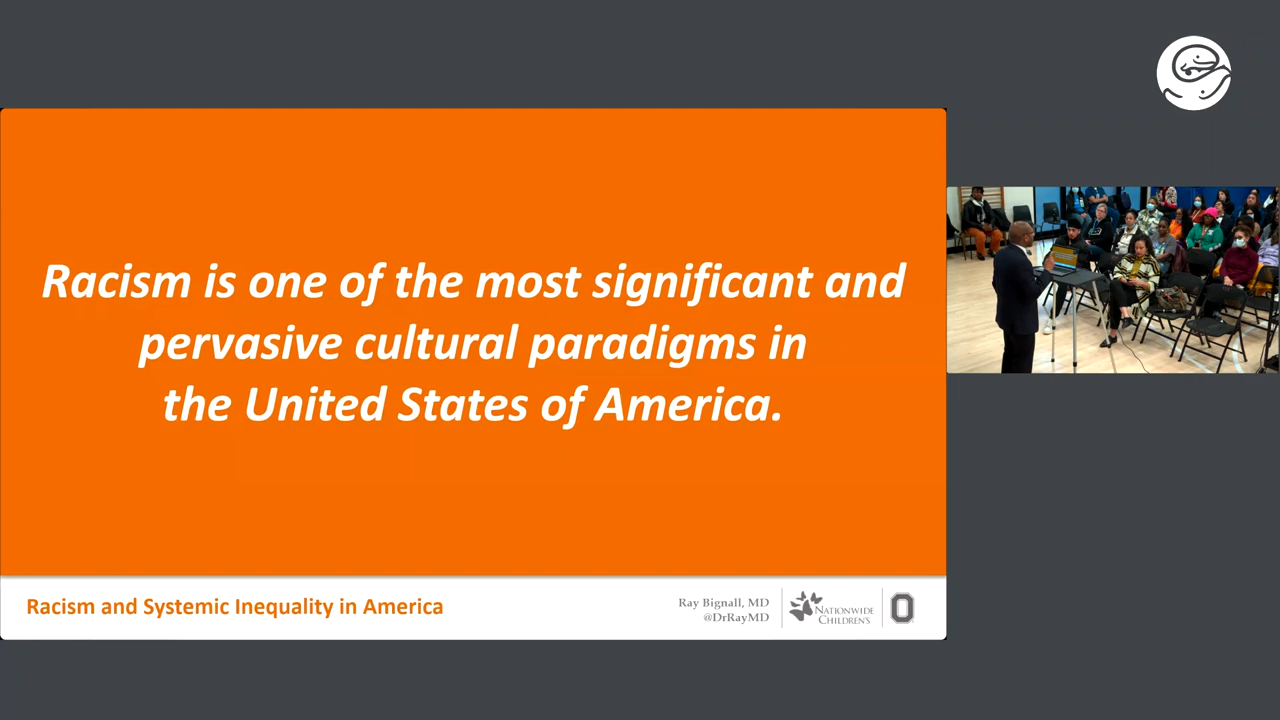 Racism is one of the most significant and
pervasive cultural paradigms in
the United States of America.
Racism and Systemic Inequality in America
Ray Bignall, MD
@DrRayMD
NATIONWIDE
CHILDREN'S
O